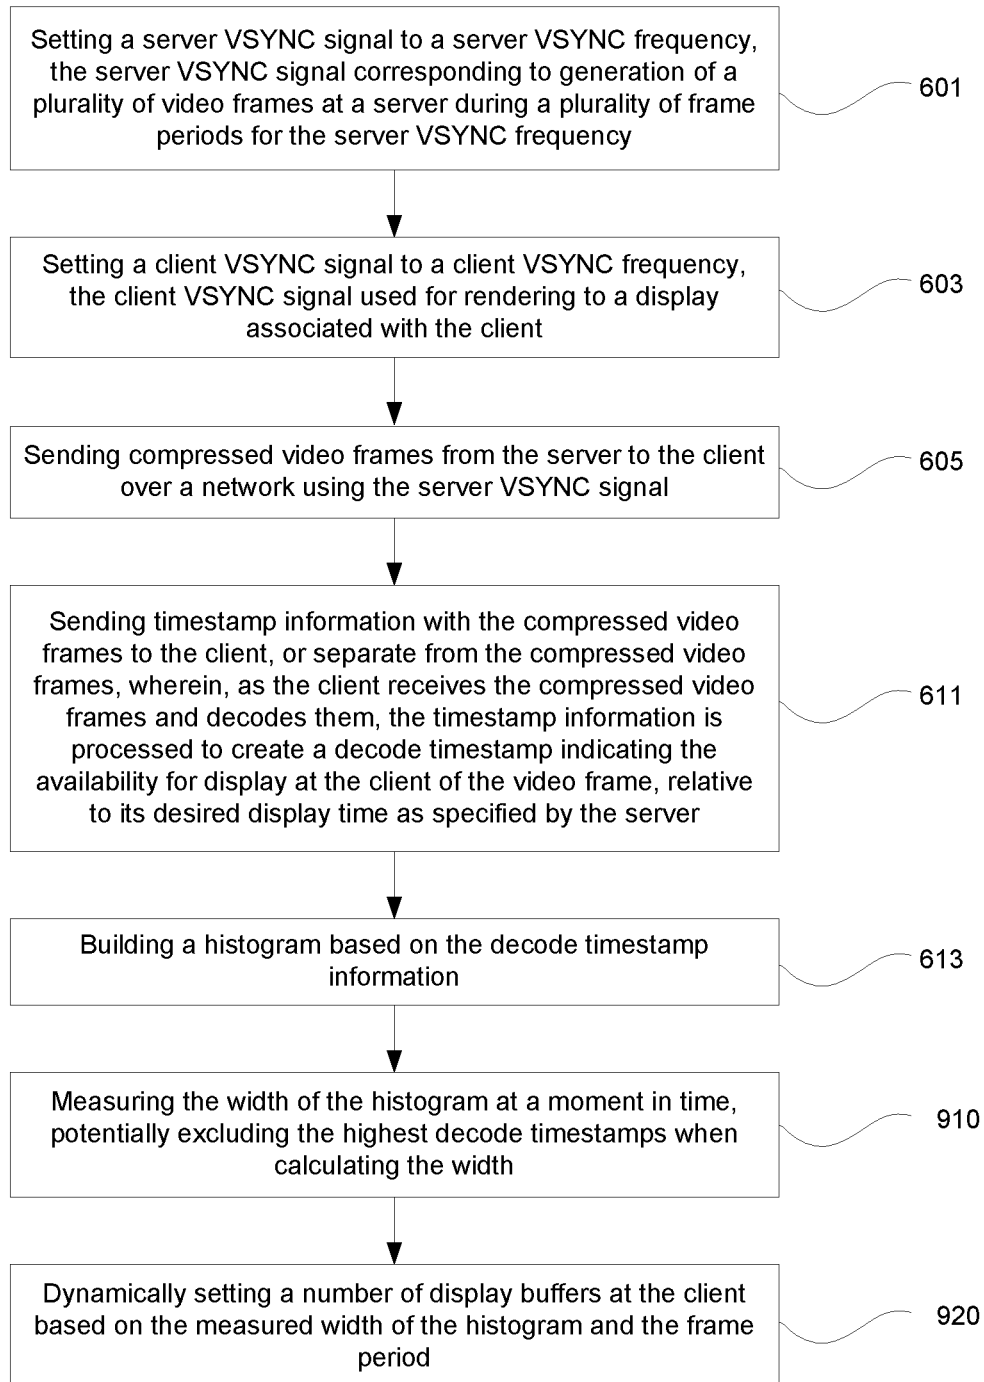 Setting a server VSYNC signal to a server VSYNC frequency,
the server VSYNC signal corresponding to generation of a
plurality of video frames at a server during a plurality of frame
periods for the server VSYNC frequency
601
Setting a client VSYNC signal to a client VSYNC frequency,
the client VSYNC signal used for rendering to a display
associated with the client
603
Sending compressed video frames from the server to the client
over a network using the server VSYNC signal
605
Sending timestamp information with the compressed video
frames to the client, or separate from the compressed video
frames, wherein, as the client receives the compressed video
frames and decodes them, the timestamp information is
processed to create a decode timestamp indicating the
availability for display at the client of the video frame, relative
to its desired display time as specified by the server
611
Building a histogram based on the decode timestamp
information
613
Measuring the width of the histogram at a moment in time,
potentially excluding the highest decode timestamps when
calculating the width
910
Dynamically setting a number of display buffers at the client
based on the measured width of the histogram and the frame
period
920